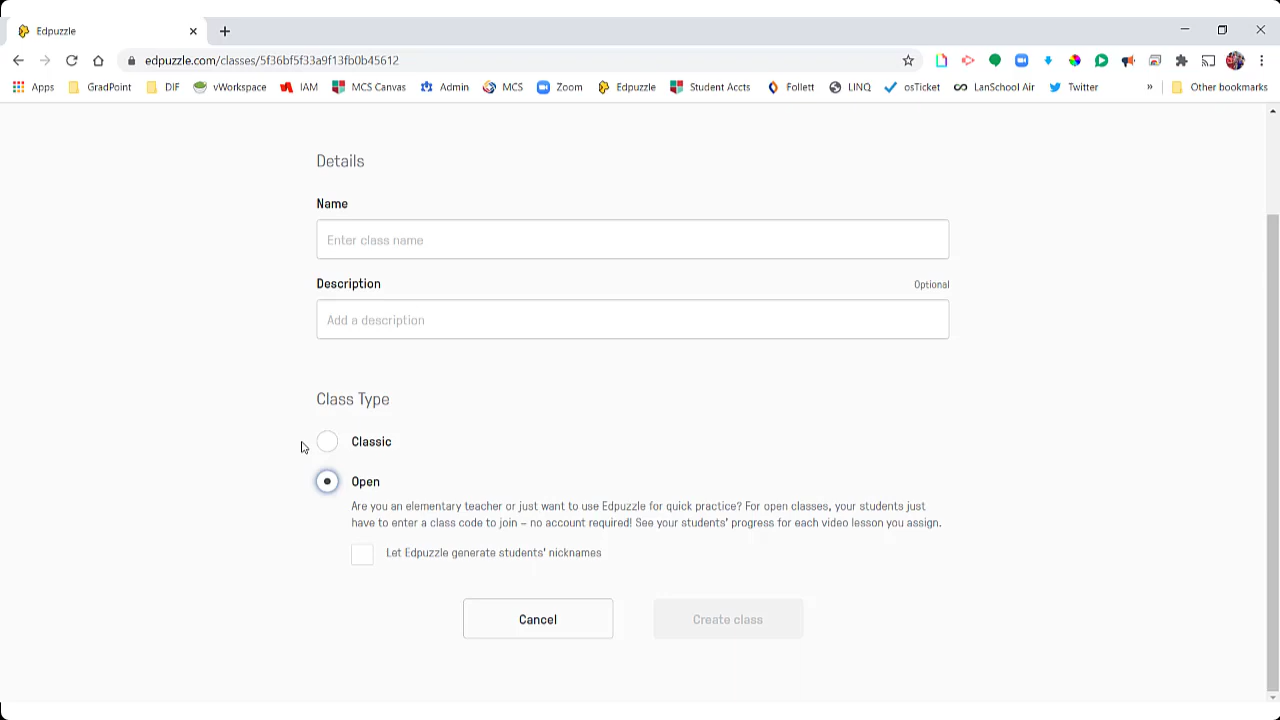 Edpuzzle
edpuzzle.com/classes/5f36bf5f33a9f13fb0b45612
Apps GradPoint DIF vWorkspace IAM MCS Canvas Admin MCS Zoom Edpuzzle Student Accts Follett LINQ osTicket LanSchool Air Twitter » Other bookmarks
Details
Name
Enter class name
Description Optional
Add a description
Class Type
Classic
Open
Are you an elementary teacher or just want to use Edpuzzle for quick practice? For open classes, your students just
have to enter a class code to join – no account required! See your students' progress for each video lesson you assign.
Let Edpuzzle generate students' nicknames
Cancel Create class